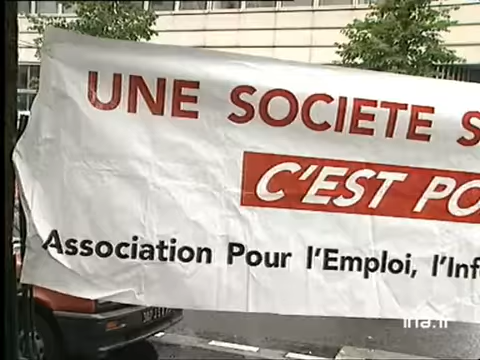 UNE SOCIETE S
C'EST PO
Association Pour l'Emploi, l'Inf
ina.fr